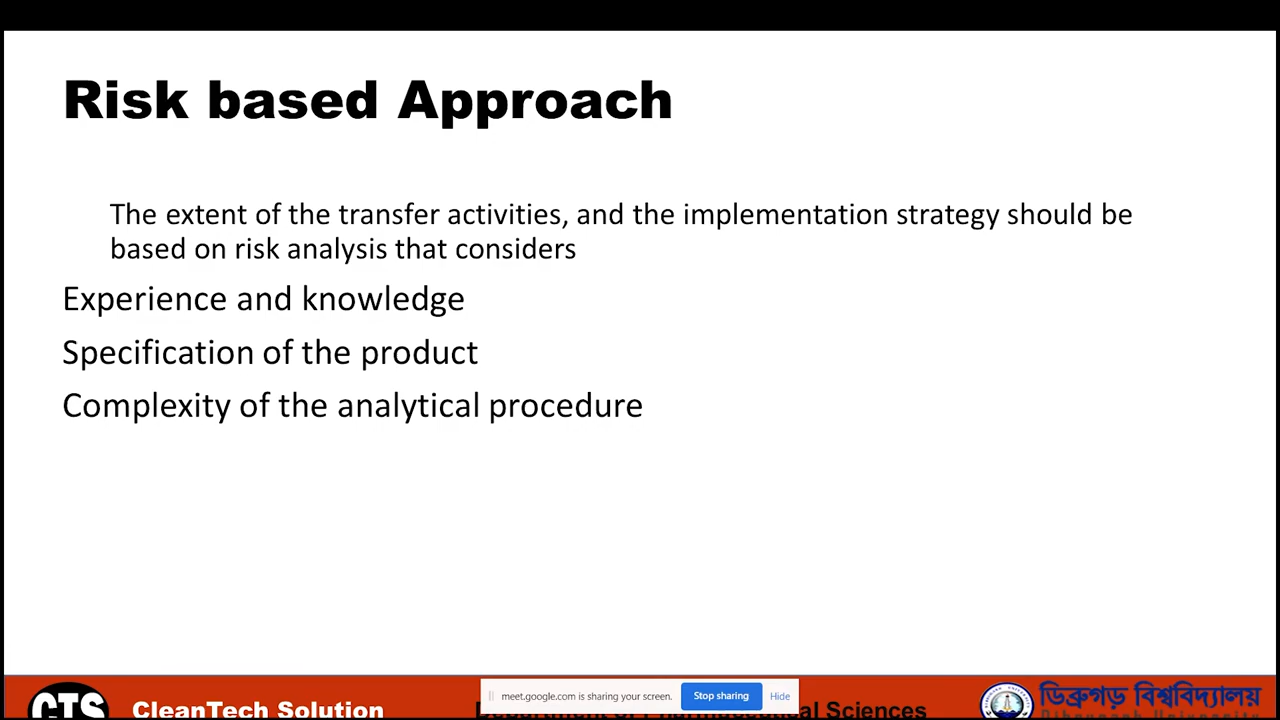 Risk based Approach
The extent of the transfer activities, and the implementation strategy should be
based on risk analysis that considers
Experience and knowledge
Specification of the product
Complexity of the analytical procedure
CTS
CleanTech Solution
meet.google.com is sharing your screen.
Stop sharing
Hide
Sciences
ডিব্ৰুগড় বিশ্ববিদ্যালয়